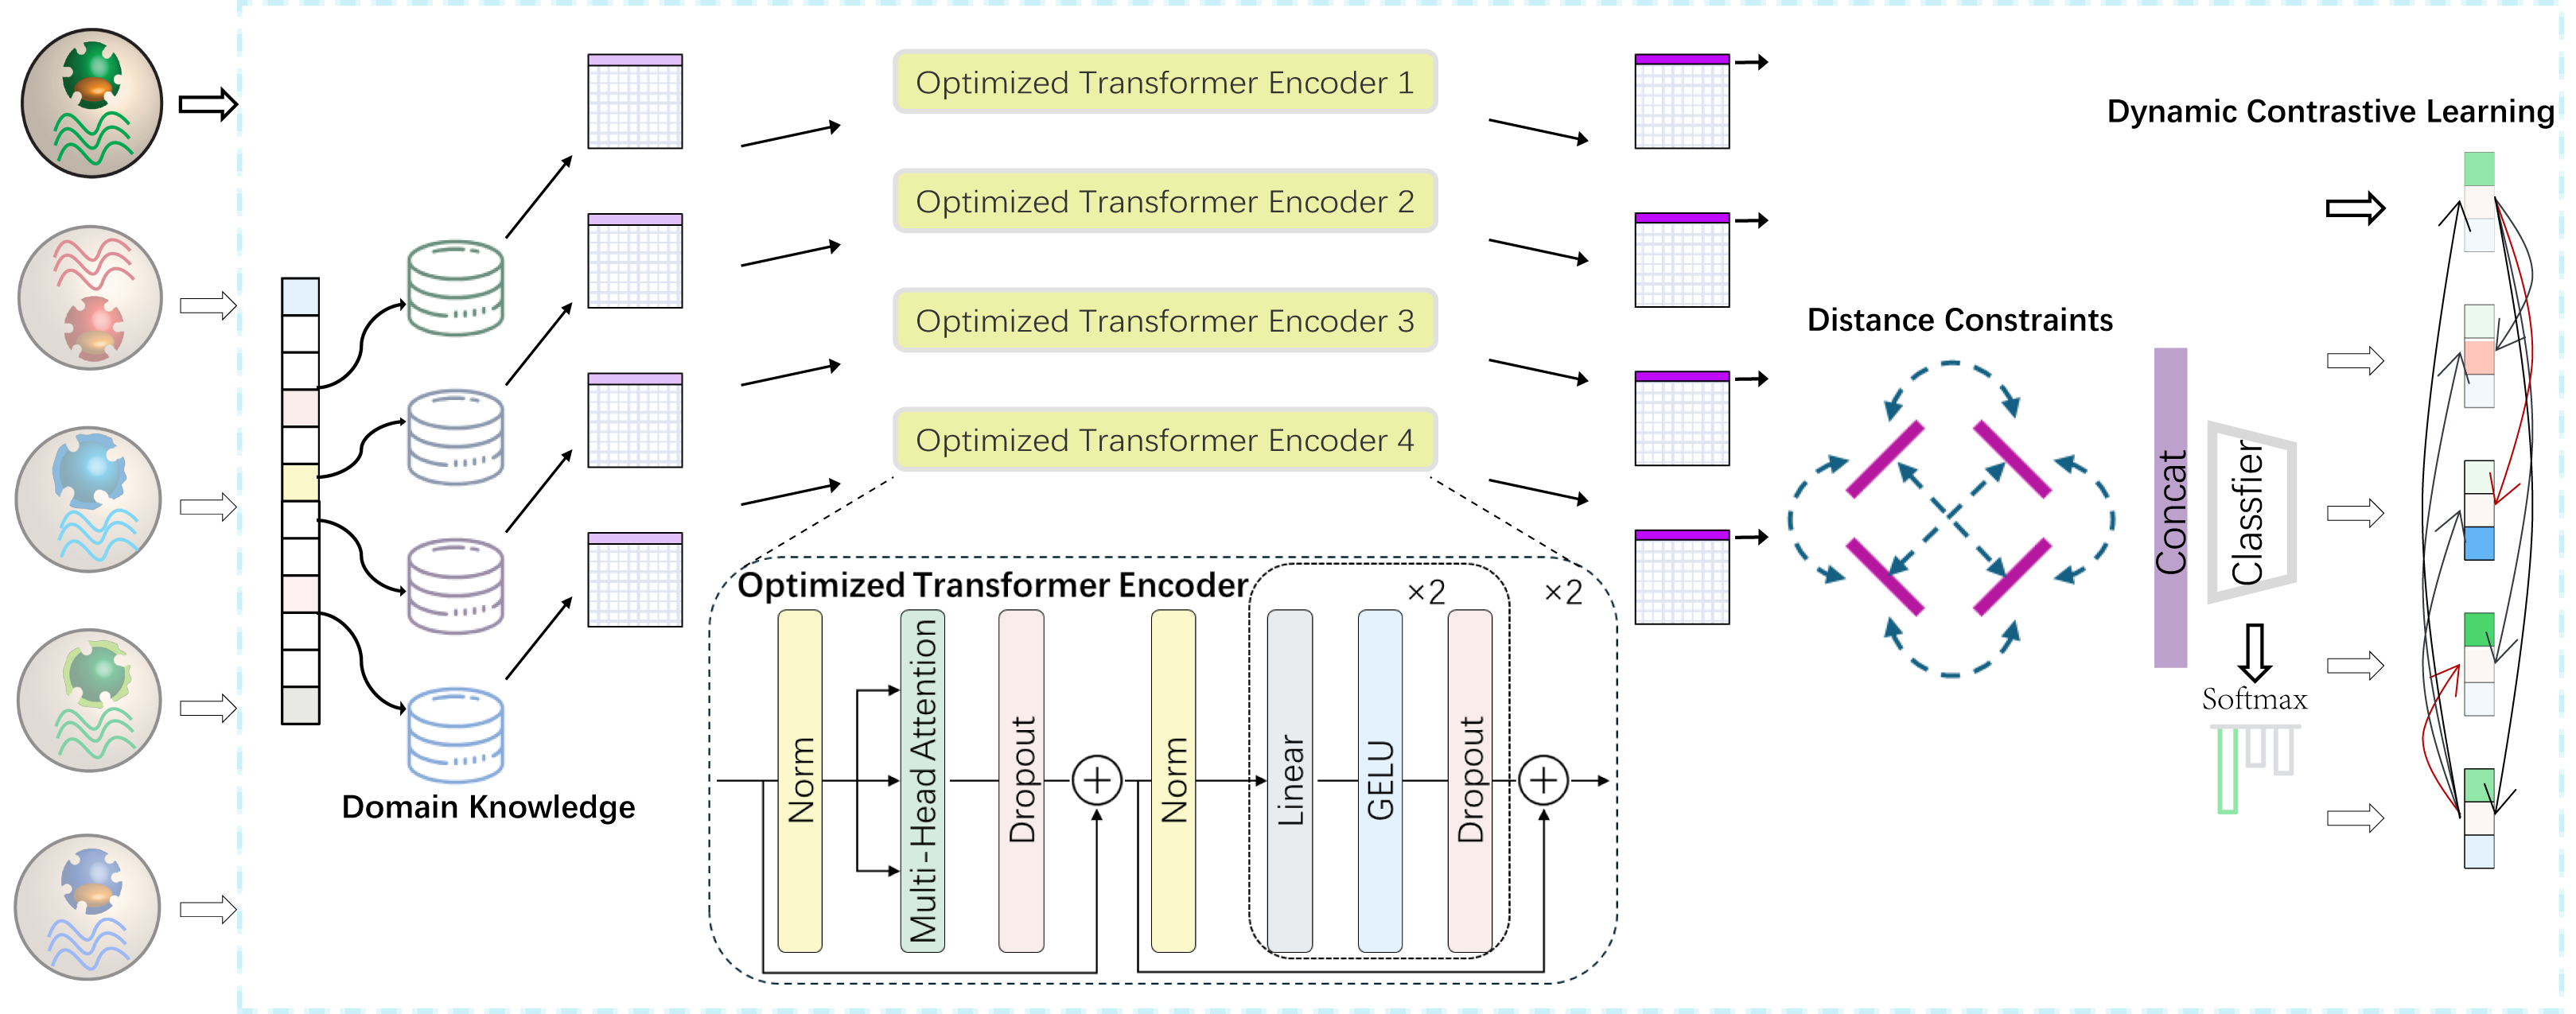 Optimized Transformer Encoder 1
Optimized Transformer Encoder 2
Optimized Transformer Encoder 3
Optimized Transformer Encoder 4
Domain Knowledge
Optimized Transformer Encoder
×2
×2
Norm
Multi-Head Attention
Dropout
Norm
Linear
GELU
Dropout
Distance Constraints
Concat
Classfier
Softmax
Dynamic Contrastive Learning